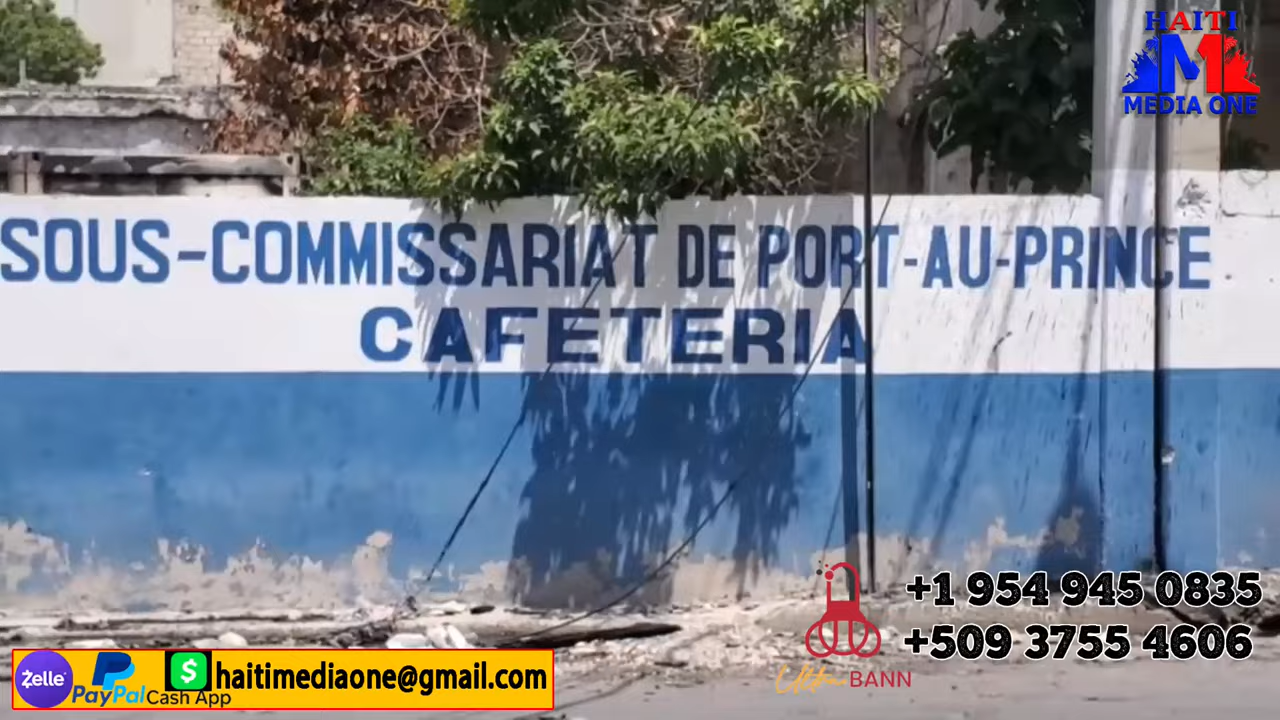 HAITI
M
MEDIA ONE
SOUS-COMMISSARIAT DE PORT-AU-PRINCE
CAFETERIA
+1 954 945 0835
+509 3755 4606
Zelle
PayPal
$
Cash App
haitimediaone@gmail.com
Ultra BANN